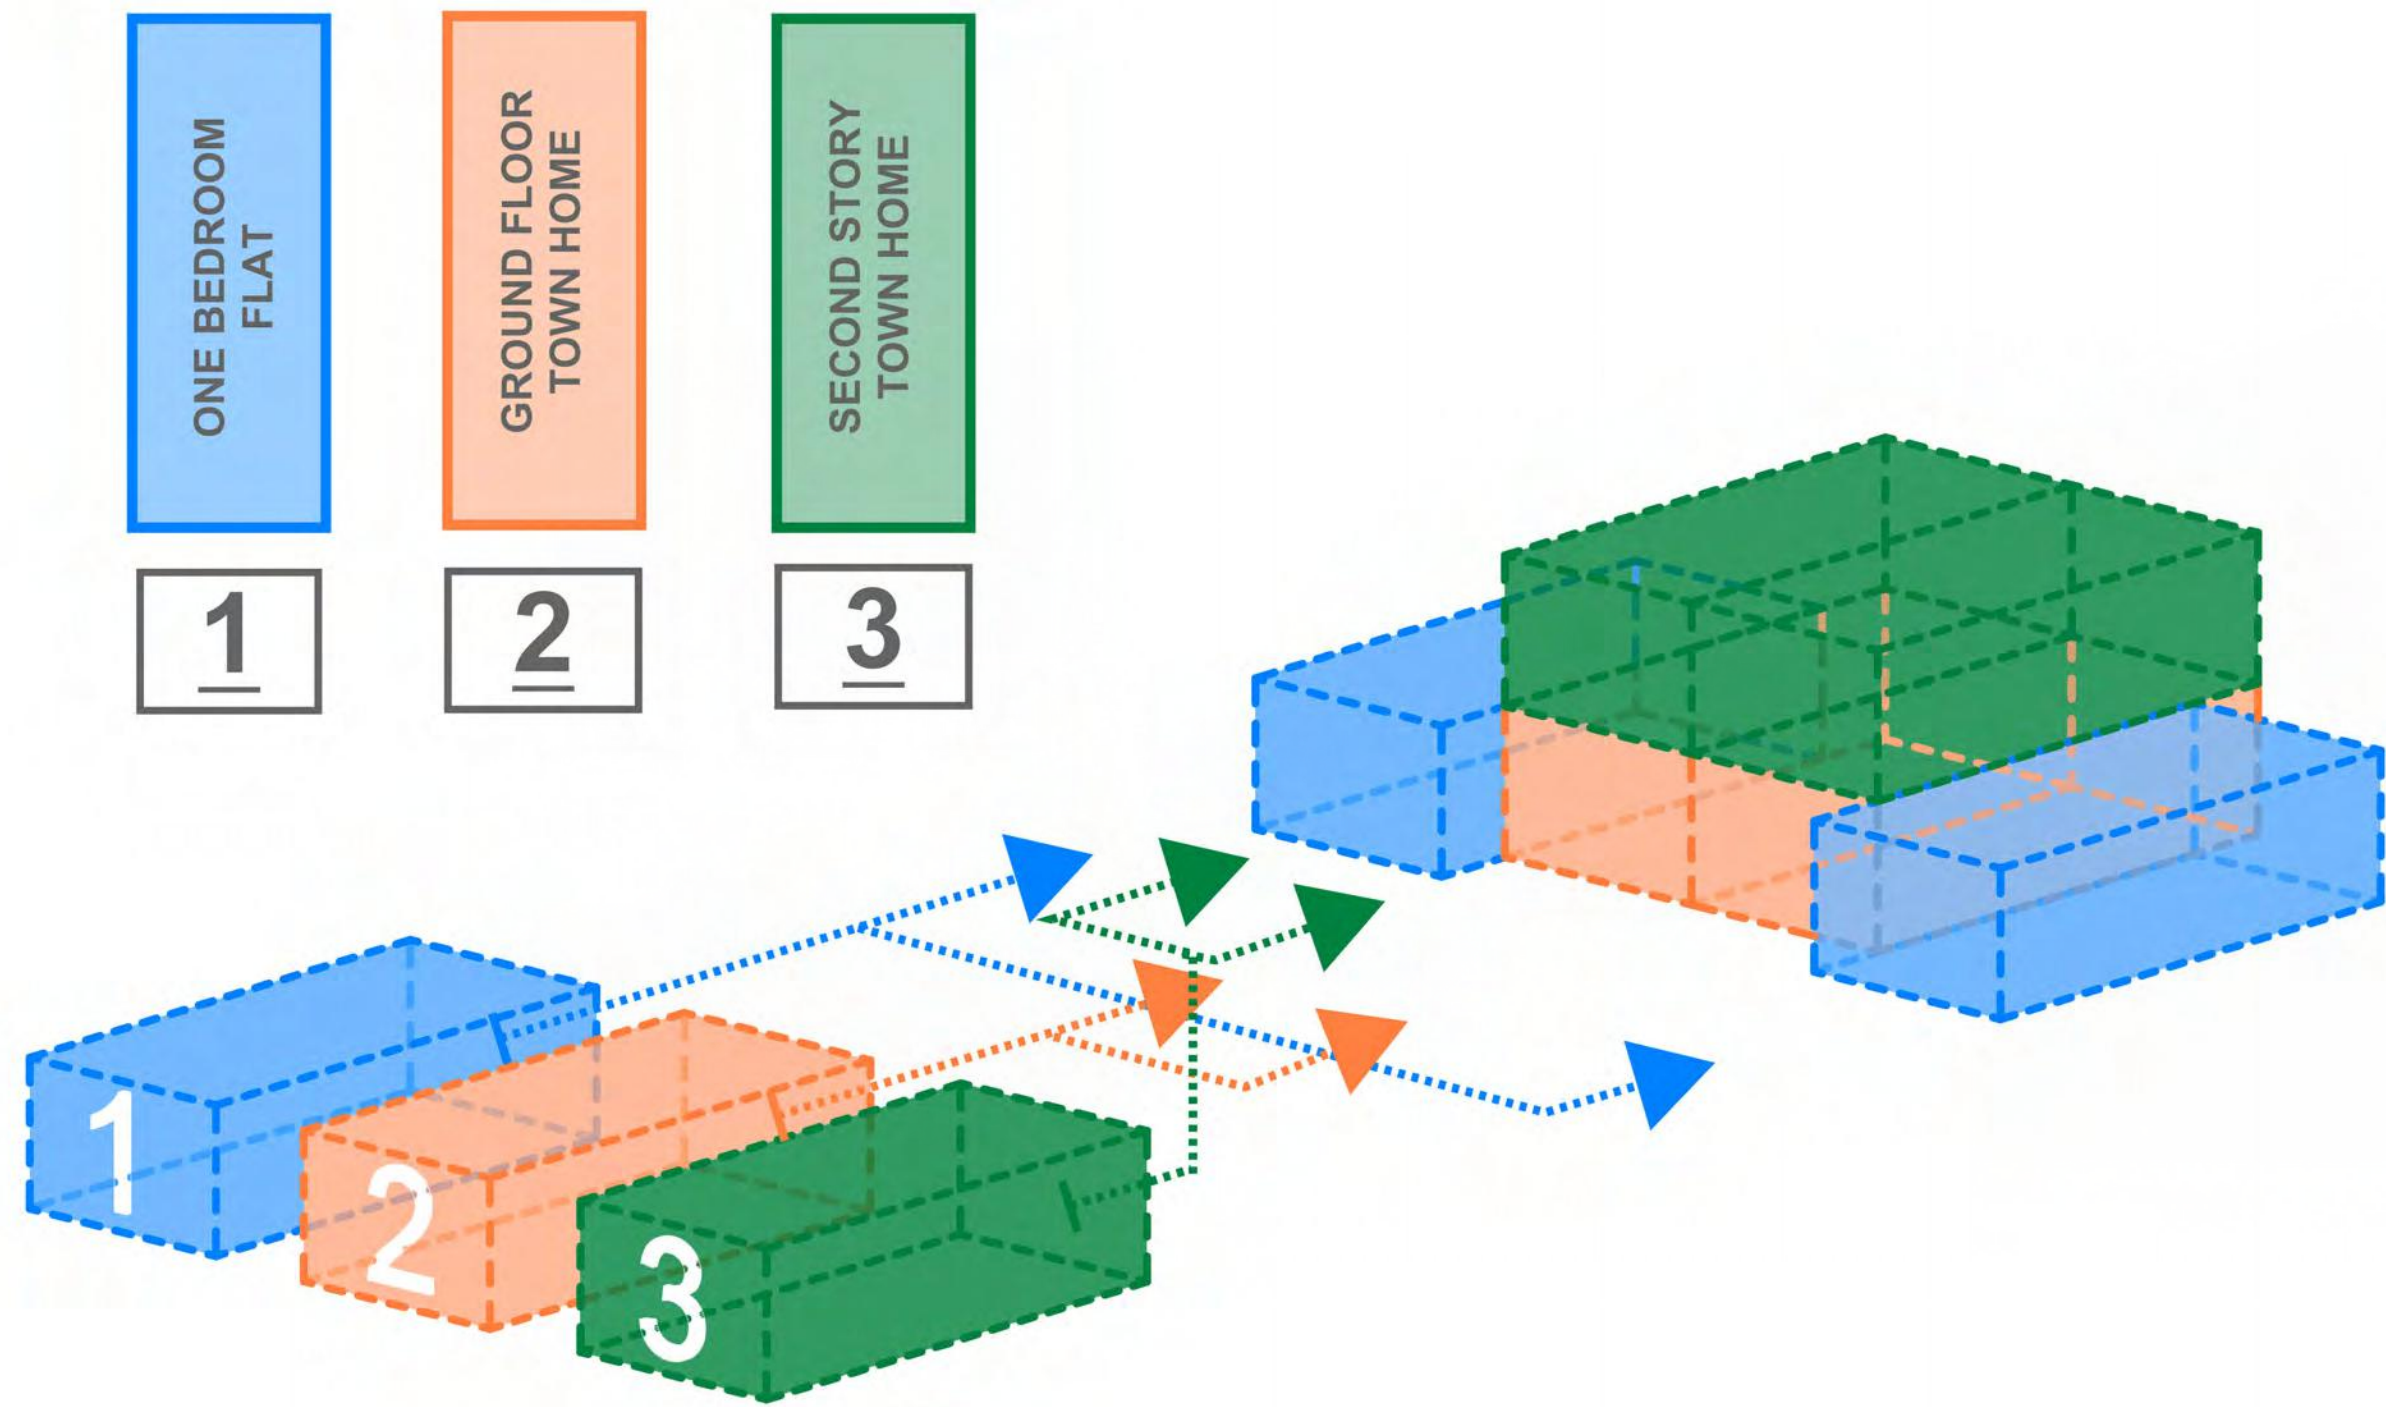 ONE BEDROOM
FLAT
GROUND FLOOR
TOWN HOME
SECOND STORY
TOWN HOME
1
2
3
1
2
3